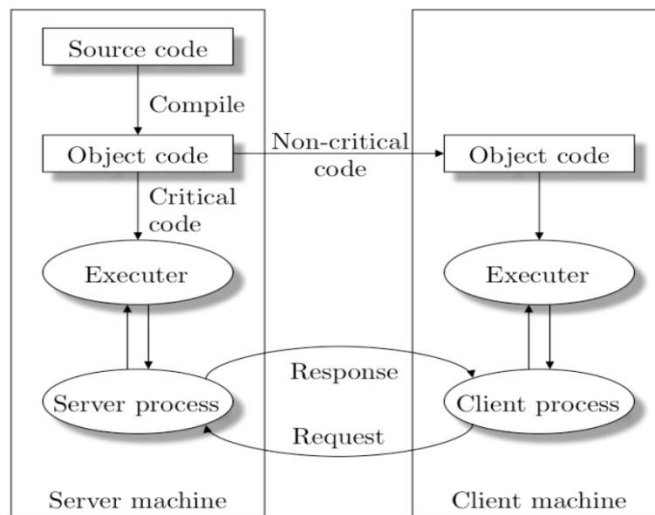 Source code
Compile
Object code
Non-critical
code
Object code
Critical
code
Executer
Executer
Response
Server process
Client process
Request
Server machine
Client machine